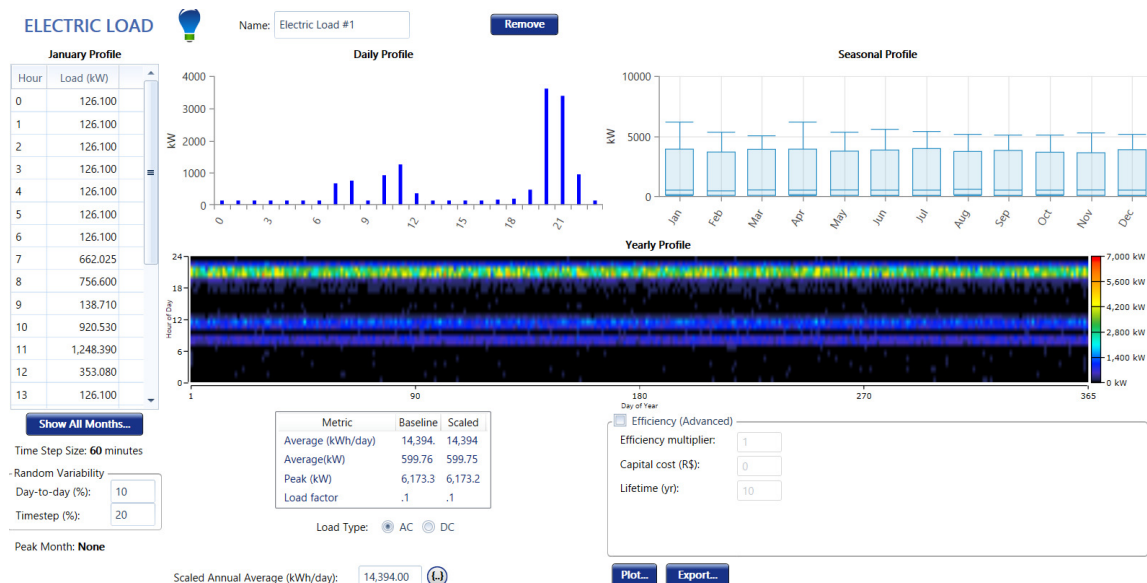 ELECTRIC LOAD
Name: Electric Load #1
Remove
January Profile
Hour Load (kW)
0 126.100
1 126.100
2 126.100
3 126.100
4 126.100
5 126.100
6 126.100
7 662.025
8 756.600
9 138.710
10 920.530
11 1,248.390
12 353.080
13 126.100
Show All Months...
Time Step Size: 60 minutes
Random Variability
Day-to-day (%): 10
Timestep (%): 20
Peak Month: None
Daily Profile
kW
4000
3000
2000
1000
0
0 3 6 9 12 15 18 21
Seasonal Profile
kW
10000
5000
0
Jan Feb Mar Apr May Jun Jul Aug Sep Oct Nov Dec
Yearly Profile
Hour of Day
24
18
12
6
0
1 90 180 270 365
Day of Year
7,000 kW
5,600 kW
4,200 kW
2,800 kW
1,400 kW
0 kW
Metric Baseline Scaled
Average (kWh/day) 14,394. 14,394
Average(kW) 599.76 599.75
Peak (kW) 6,173.3 6,173.2
Load factor .1 .1
Load Type: AC DC
Scaled Annual Average (kWh/day): 14,394.00 {..}
Efficiency (Advanced)
Efficiency multiplier: 1
Capital cost (R$): 0
Lifetime (yr): 10
Plot... Export...